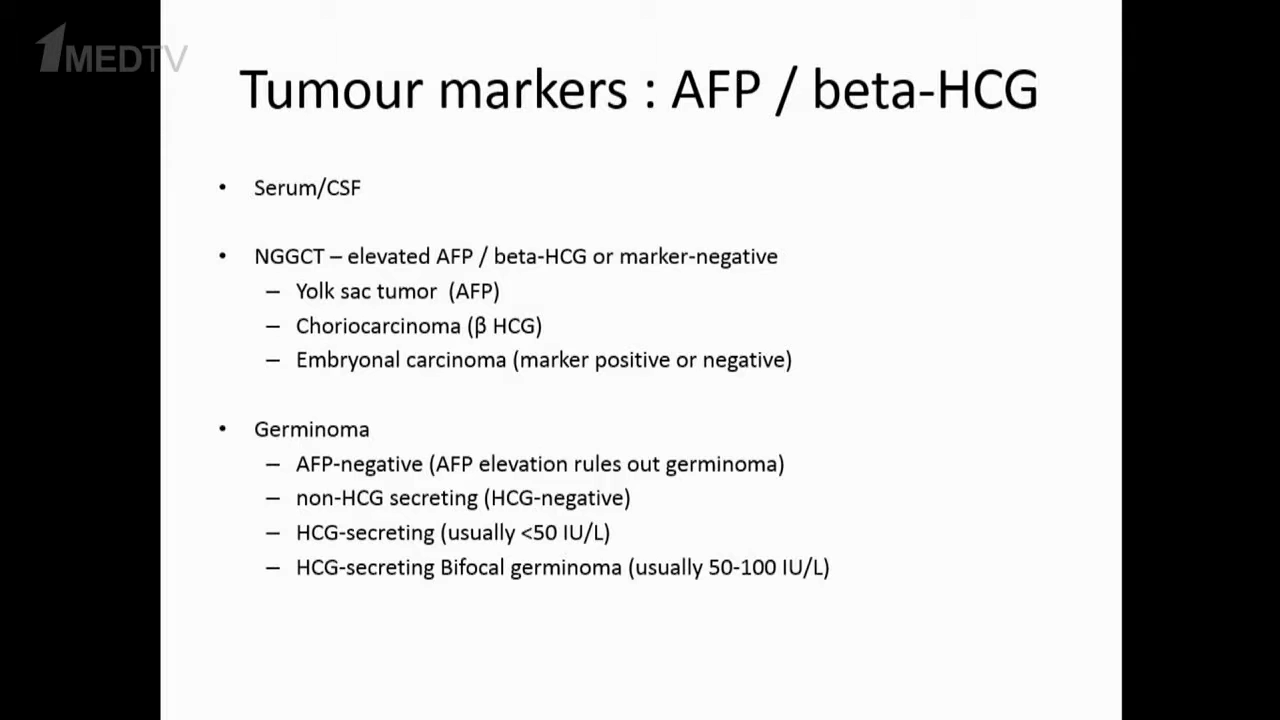 1MEDTV
Tumour markers : AFP / beta-HCG
• Serum/CSF
• NGGCT – elevated AFP / beta-HCG or marker-negative
– Yolk sac tumor (AFP)
– Choriocarcinoma (β HCG)
– Embryonal carcinoma (marker positive or negative)
• Germinoma
– AFP-negative (AFP elevation rules out germinoma)
– non-HCG secreting (HCG-negative)
– HCG-secreting (usually <50 IU/L)
– HCG-secreting Bifocal germinoma (usually 50-100 IU/L)